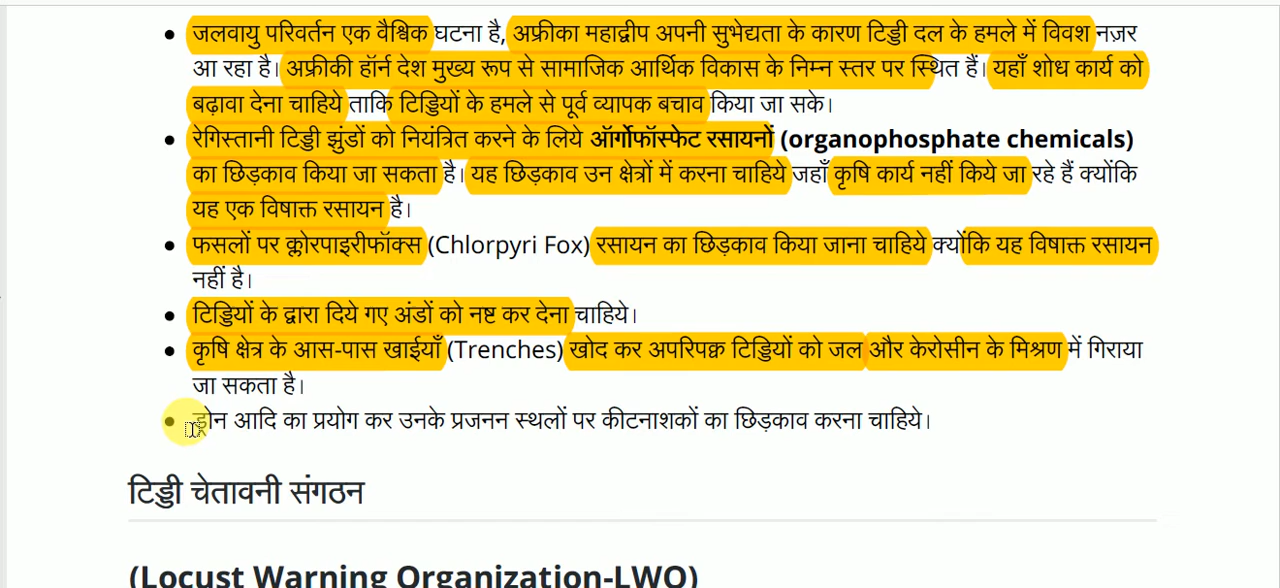 जलवायु परिवर्तन एक वैश्विक घटना है, अफ्रीका महाद्वीप अपनी सुभेद्यता के कारण टिड्डी दल के हमले में विवश नज़र
आ रहा है। अफ्रीकी हॉर्न देश मुख्य रूप से सामाजिक आर्थिक विकास के निम्न स्तर पर स्थित हैं। यहाँ शोध कार्य को
बढ़ावा देना चाहिये ताकि टिड्डियों के हमले से पूर्व व्यापक बचाव किया जा सके।
रेगिस्तानी टिड्डी झुंडों को नियंत्रित करने के लिये ऑर्गोफॉस्फेट रसायनों (organophosphate chemicals)
का छिड़काव किया जा सकता है। यह छिड़काव उन क्षेत्रों में करना चाहिये जहाँ कृषि कार्य नहीं किये जा रहे हैं क्योंकि
यह एक विषाक्त रसायन है।
फसलों पर क्लोरपाइरीफॉक्स (Chlorpyri Fox) रसायन का छिड़काव किया जाना चाहिये क्योंकि यह विषाक्त रसायन
नहीं है।
टिड्डियों के द्वारा दिये गए अंडों को नष्ट कर देना चाहिये।
कृषि क्षेत्र के आस-पास खाईयाँ (Trenches) खोद कर अपरिपक्व टिड्डियों को जल और केरोसीन के मिश्रण में गिराया
जा सकता है।
ड्रोन आदि का प्रयोग कर उनके प्रजनन स्थलों पर कीटनाशकों का छिड़काव करना चाहिये।
टिड्डी चेतावनी संगठन
(Locust Warning Organization-LWO)